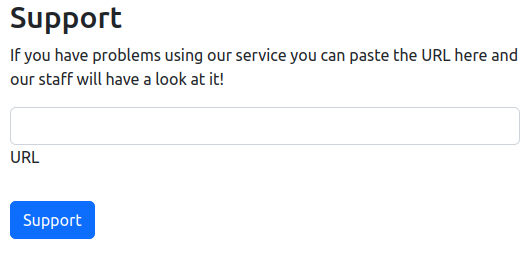 Support
If you have problems using our service you can paste the URL here and
our staff will have a look at it!
URL
Support